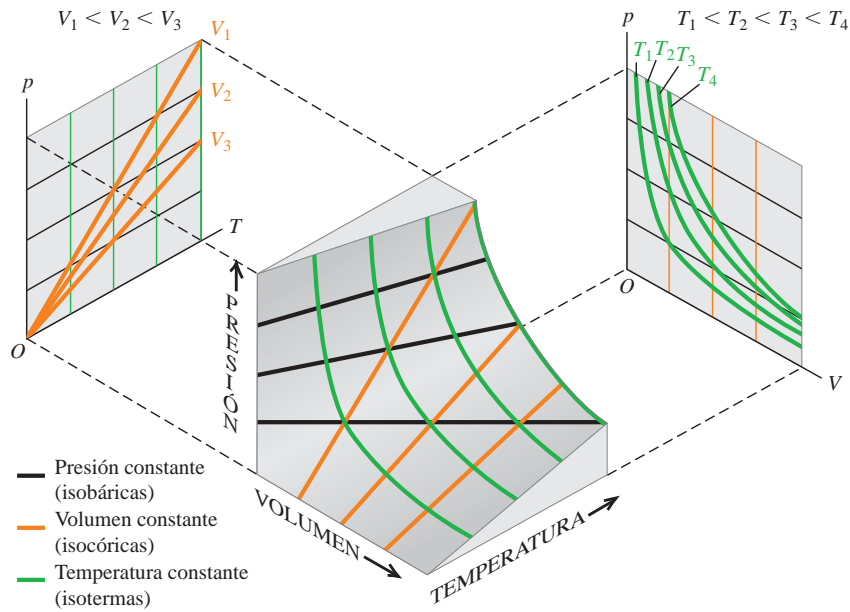 V₁ < V₂ < V₃
V₁
p
V₂
V₃
T
O
p
T₁ < T₂ < T₃ < T₄
T₁ T₂ T₃
T₄
O
V
PRESIÓN
VOLUMEN
TEMPERATURA
Presión constante
(isobáricas)
Volumen constante
(isocóricas)
Temperatura constante
(isotermas)